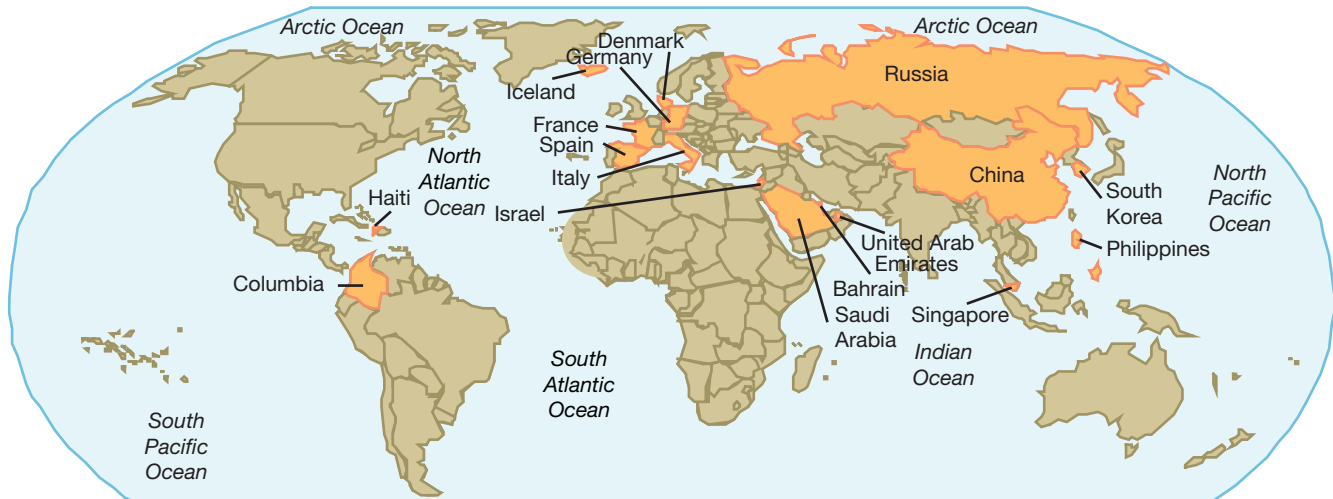 Arctic Ocean
Arctic Ocean
Denmark
Germany
Iceland
Russia
France
Spain
Italy
Israel
North
Atlantic
Ocean
Haiti
Columbia
China
South
Korea
North
Pacific
Ocean
Philippines
United Arab
Emirates
Bahrain
Saudi
Arabia
Singapore
Indian
Ocean
South
Atlantic
Ocean
South
Pacific
Ocean